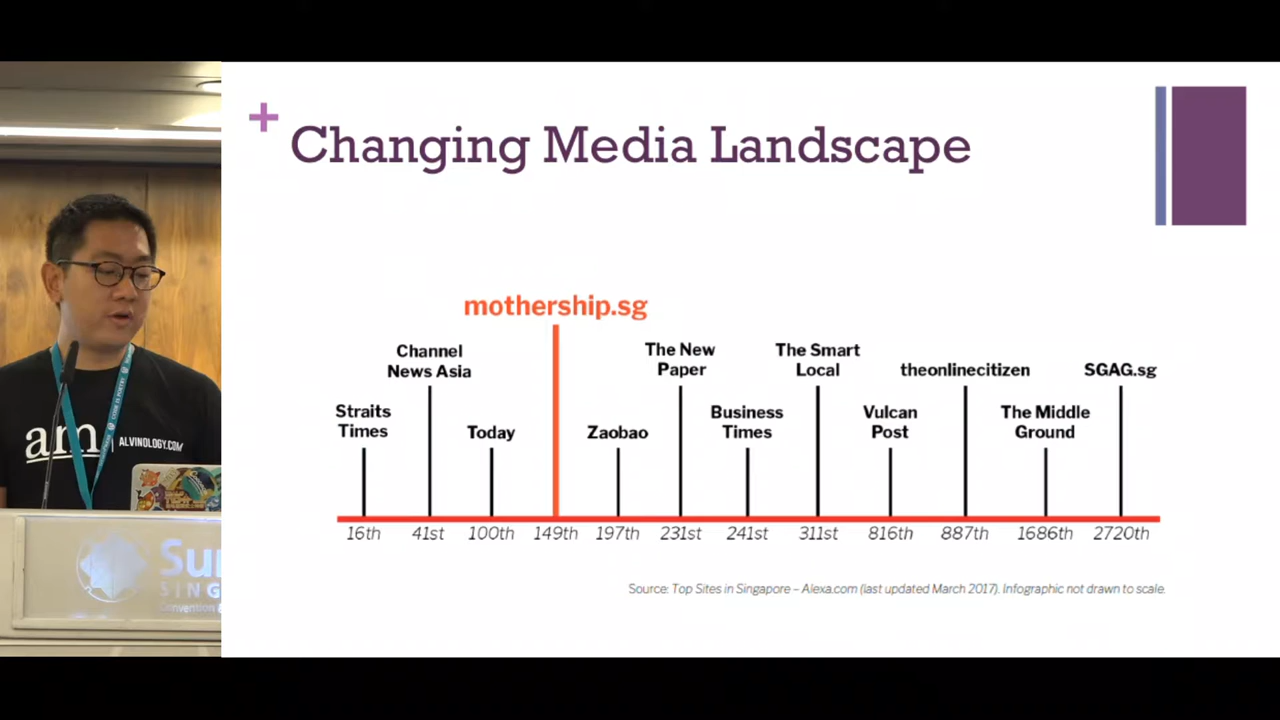 +
Changing Media Landscape
mothership.sg
Channel
News Asia
The New
Paper
The Smart
Local
theonlinecitizen
SGAG.sg
Straits
Times
Today
Zaobao
Business
Times
Vulcan
Post
The Middle
Ground
16th
41st
100th
149th
197th
231st
241st
311st
816th
887th
1686th
2720th
Source: Top Sites in Singapore – Alexa.com (last updated March 2017). Infographic not drawn to scale.
am
ALVINOLOGY.COM
SING
Convention &